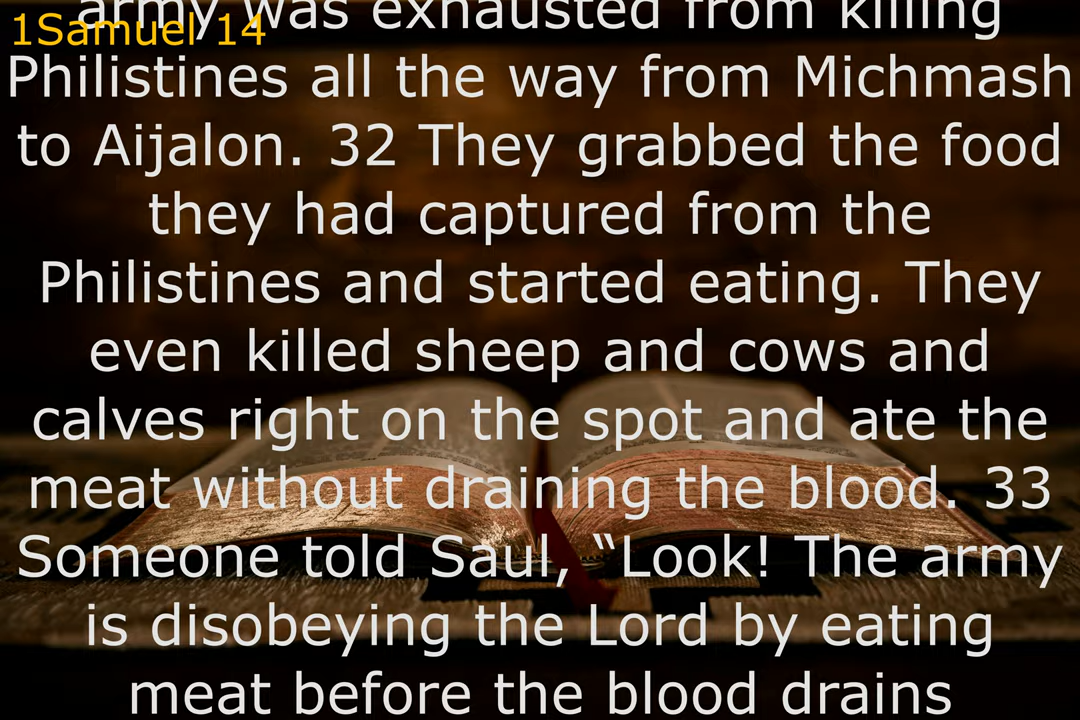 army was exhausted from killing
1Samuel 14
Philistines all the way from Michmash
to Aijalon. 32 They grabbed the food
they had captured from the
Philistines and started eating. They
even killed sheep and cows and
calves right on the spot and ate the
meat without draining the blood. 33
Someone told Saul, “Look! The army
is disobeying the Lord by eating
meat before the blood drains